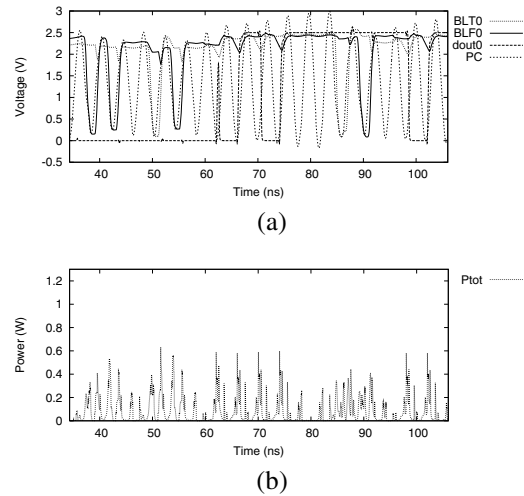 3
2.5
2
1.5
1
0.5
0
-0.5
Voltage (V)
40 50 60 70 80 90 100
Time (ns)
BLT0
BLF0
dout0
PC
(a)
1.2
1
0.8
0.6
0.4
0.2
0
Power (W)
40 50 60 70 80 90 100
Time (ns)
Ptot
(b)